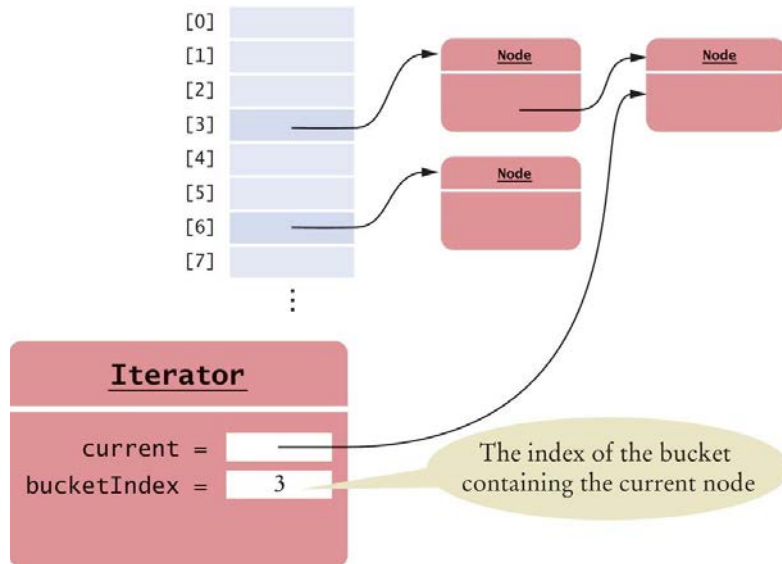 [0]
[1]
[2]
[3]
[4]
[5]
[6]
[7]
⋮
Node
Node
Node
Iterator
current =
bucketIndex = 3
The index of the bucket
containing the current node